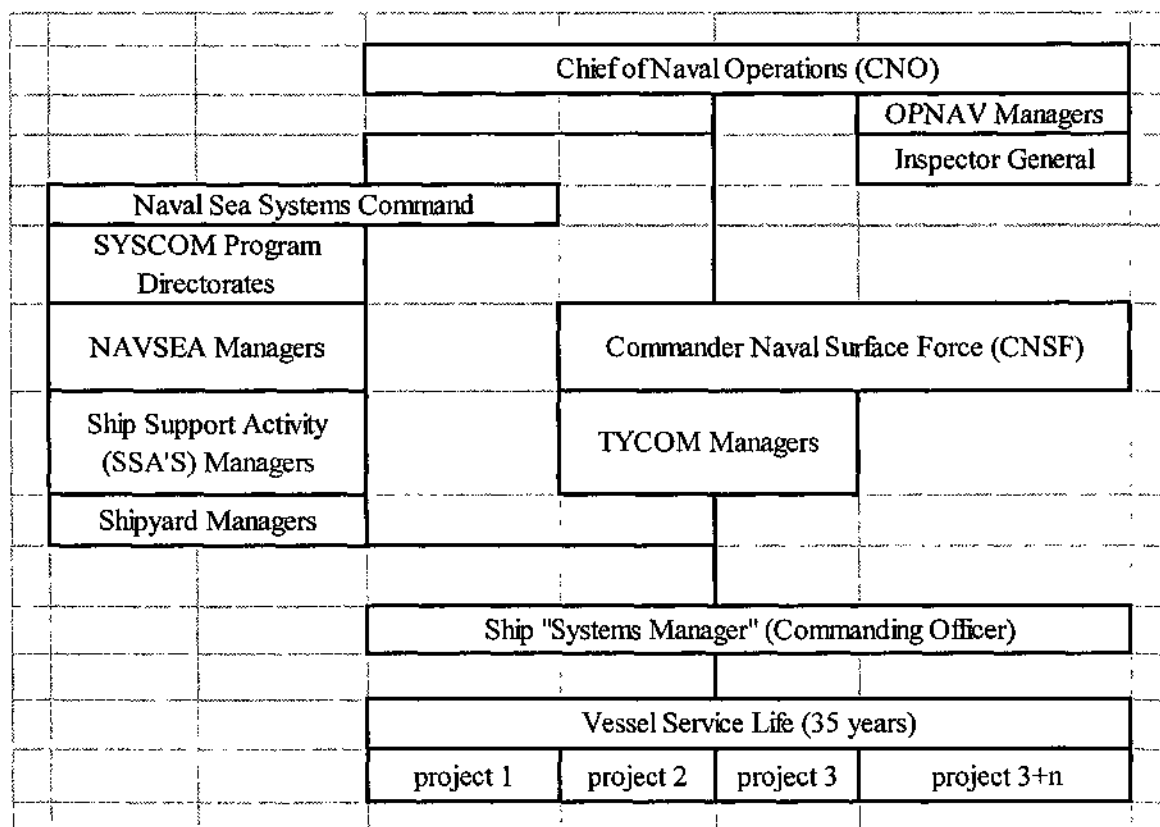 Chief of Naval Operations (CNO)
OPNAV Managers
Inspector General
Naval Sea Systems Command
SYSCOM Program
Directorates
NAVSEA Managers
Commander Naval Surface Force (CNSF)
Ship Support Activity
(SSA'S) Managers
TYCOM Managers
Shipyard Managers
Ship "Systems Manager" (Commanding Officer)
Vessel Service Life (35 years)
project 1
project 2
project 3
project 3+n